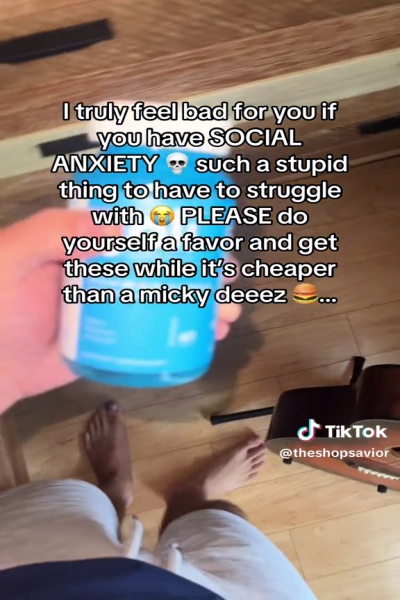 I truly feel bad for you if
you have SOCIAL
ANXIETY 💀 such a stupid
thing to have to struggle
with 😭 PLEASE do
yourself a favor and get
these while it's cheaper
than a micky deeez 🍔...
TikTok
@theshopsavior